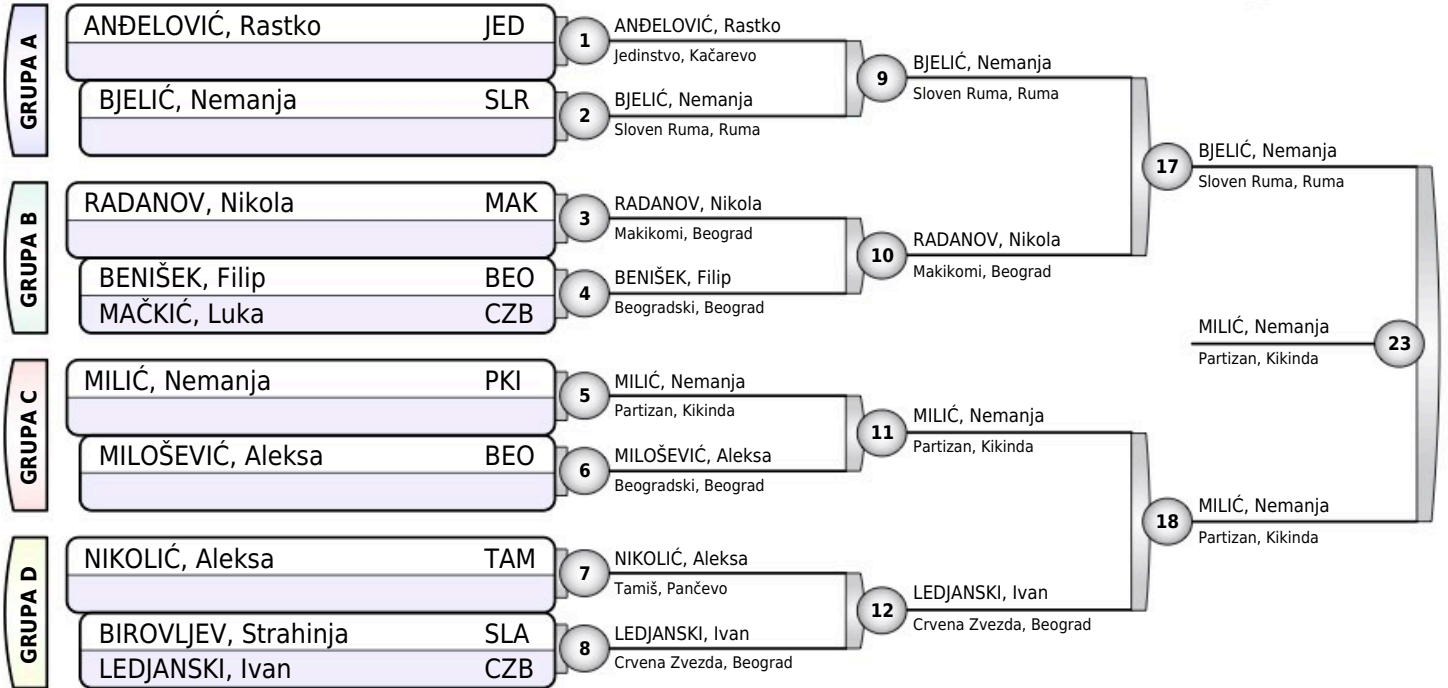 GRUPA A
ANĐELOVIĆ, Rastko JED
BJELIĆ, Nemanja SLR
1
ANĐELOVIĆ, Rastko
Jedinstvo, Kačarevo
2
BJELIĆ, Nemanja
Sloven Ruma, Ruma
9
BJELIĆ, Nemanja
Sloven Ruma, Ruma
GRUPA B
RADANOV, Nikola MAK
BENIŠEK, Filip BEO
MAČKIĆ, Luka CZB
3
RADANOV, Nikola
Makikomi, Beograd
4
BENIŠEK, Filip
Beogradski, Beograd
10
RADANOV, Nikola
Makikomi, Beograd
17
BJELIĆ, Nemanja
Sloven Ruma, Ruma
GRUPA C
MILIĆ, Nemanja PKI
MILOŠEVIĆ, Aleksa BEO
5
MILIĆ, Nemanja
Partizan, Kikinda
6
MILOŠEVIĆ, Aleksa
Beogradski, Beograd
11
MILIĆ, Nemanja
Partizan, Kikinda
GRUPA D
NIKOLIĆ, Aleksa TAM
BIROVLJEV, Strahinja SLA
LEDJANSKI, Ivan CZB
7
NIKOLIĆ, Aleksa
Tamiš, Pančevo
8
LEDJANSKI, Ivan
Crvena Zvezda, Beograd
12
LEDJANSKI, Ivan
Crvena Zvezda, Beograd
18
MILIĆ, Nemanja
Partizan, Kikinda
MILIĆ, Nemanja
Partizan, Kikinda
23